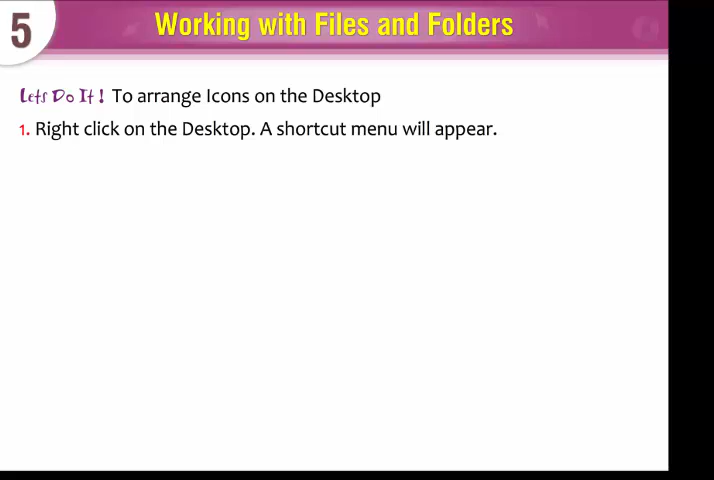 5
Working with Files and Folders
Lets Do It! To arrange Icons on the Desktop
1. Right click on the Desktop. A shortcut menu will appear.